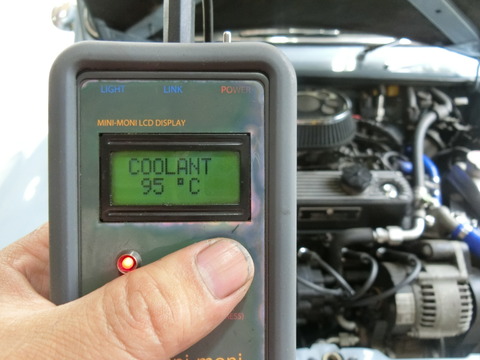 LIGHT LINK POWER
MINI-MONI LCD DISPLAY
COOLANT
95 °C